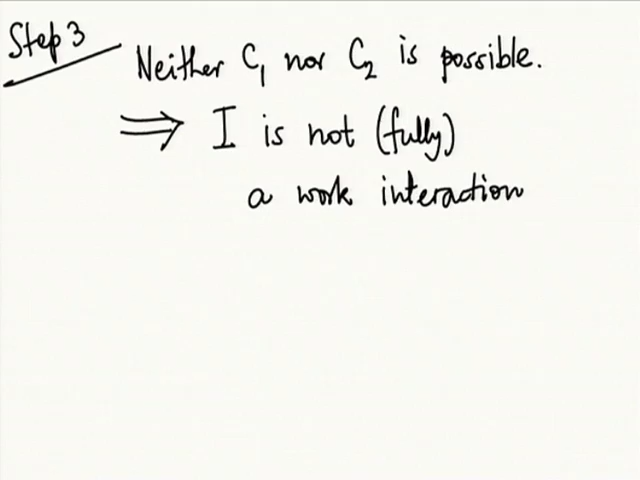 Step 3
Neither C₁ nor C₂ is possible.
⟹ I is not (fully)
a work interaction